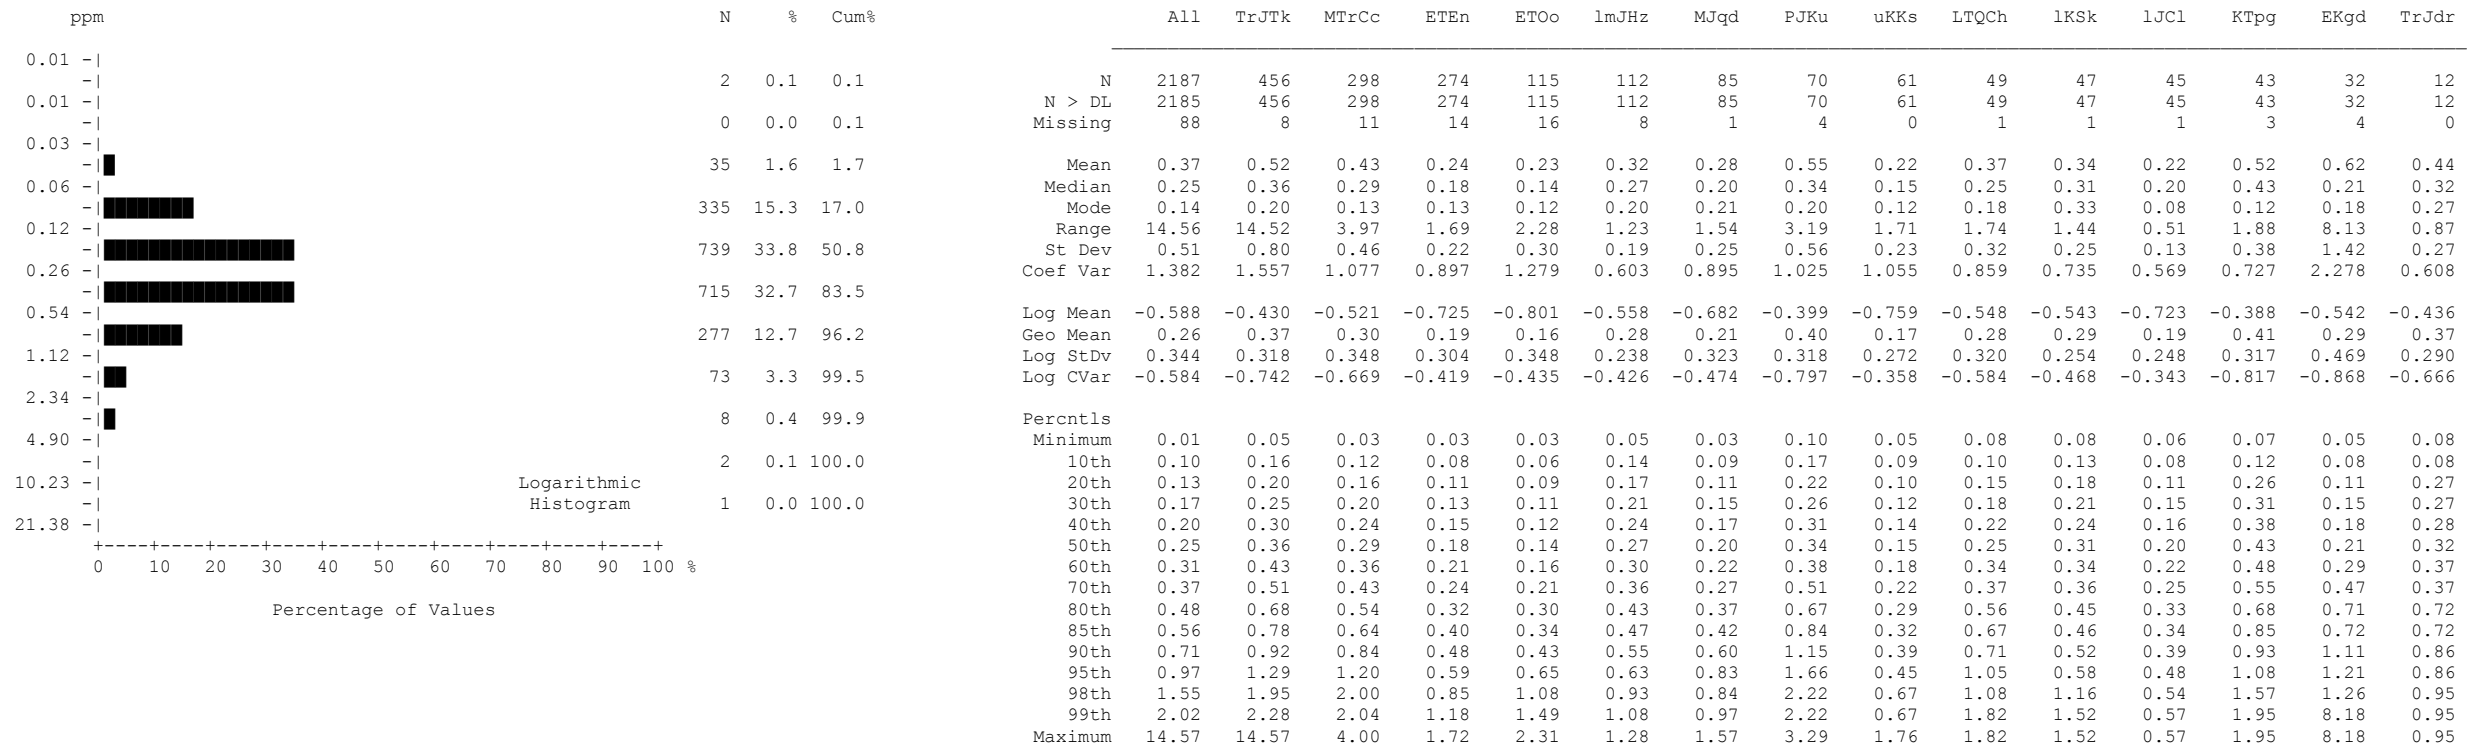 ppm N % Cum% All TrJTk MTrCc ETEn ETOo lmJHz MJqd PJKu uKKs LTQCh lKSk lJCl KTpg EKgd TrJdr
0.01 -|
-| 2 0.1 0.1 N 2187 456 298 274 115 112 85 70 61 49 47 45 43 32 12
0.01 -| N > DL 2185 456 298 274 115 112 85 70 61 49 47 45 43 32 12
-| 0 0.0 0.1 Missing 88 8 11 14 16 8 1 4 0 1 1 1 3 4 0
0.03 -|
-| 35 1.6 1.7 Mean 0.37 0.52 0.43 0.24 0.23 0.32 0.28 0.55 0.22 0.37 0.34 0.22 0.52 0.62 0.44
0.06 -| Median 0.25 0.36 0.29 0.18 0.14 0.27 0.20 0.34 0.15 0.25 0.31 0.20 0.43 0.21 0.32
-| 335 15.3 17.0 Mode 0.14 0.20 0.13 0.13 0.12 0.20 0.21 0.20 0.12 0.18 0.33 0.08 0.12 0.18 0.27
0.12 -| Range 14.56 14.52 3.97 1.69 2.28 1.23 1.54 3.19 1.71 1.74 1.44 0.51 1.88 8.13 0.87
-| 739 33.8 50.8 St Dev 0.51 0.80 0.46 0.22 0.30 0.19 0.25 0.56 0.23 0.32 0.25 0.13 0.38 1.42 0.27
0.26 -| Coef Var 1.382 1.557 1.077 0.897 1.279 0.603 0.895 1.025 1.055 0.859 0.735 0.569 0.727 2.278 0.608
-| 715 32.7 83.5
0.54 -| Log Mean -0.588 -0.430 -0.521 -0.725 -0.801 -0.558 -0.682 -0.399 -0.759 -0.548 -0.543 -0.723 -0.388 -0.542 -0.436
-| 277 12.7 96.2 Geo Mean 0.26 0.37 0.30 0.19 0.16 0.28 0.21 0.40 0.17 0.28 0.29 0.19 0.41 0.29 0.37
1.12 -| Log StDv 0.344 0.318 0.348 0.304 0.348 0.238 0.323 0.318 0.272 0.320 0.254 0.248 0.317 0.469 0.290
-| 73 3.3 99.5 Log CVar -0.584 -0.742 -0.669 -0.419 -0.435 -0.426 -0.474 -0.797 -0.358 -0.584 -0.468 -0.343 -0.817 -0.868 -0.666
2.34 -|
-| 8 0.4 99.9 Percntls
4.90 -| Minimum 0.01 0.05 0.03 0.03 0.03 0.05 0.03 0.10 0.05 0.08 0.08 0.06 0.07 0.05 0.08
-| 2 0.1 100.0 10th 0.10 0.16 0.12 0.08 0.06 0.14 0.09 0.17 0.09 0.10 0.13 0.08 0.12 0.08 0.08
10.23 -| Logarithmic 20th 0.13 0.20 0.16 0.11 0.09 0.17 0.11 0.22 0.10 0.15 0.18 0.11 0.26 0.11 0.27
-| Histogram 1 0.0 100.0 30th 0.17 0.25 0.20 0.13 0.11 0.21 0.15 0.26 0.12 0.18 0.21 0.15 0.31 0.15 0.27
21.38 -| 40th 0.20 0.30 0.24 0.15 0.12 0.24 0.17 0.31 0.14 0.22 0.24 0.16 0.38 0.18 0.28
+----+----+----+----+----+----+----+----+----+----+ 50th 0.25 0.36 0.29 0.18 0.14 0.27 0.20 0.34 0.15 0.25 0.31 0.20 0.43 0.21 0.32
0 10 20 30 40 50 60 70 80 90 100 % 60th 0.31 0.43 0.36 0.21 0.16 0.30 0.22 0.38 0.18 0.34 0.34 0.22 0.48 0.29 0.37
70th 0.37 0.51 0.43 0.24 0.21 0.36 0.27 0.51 0.22 0.37 0.36 0.25 0.55 0.47 0.37
Percentage of Values 80th 0.48 0.68 0.54 0.32 0.30 0.43 0.37 0.67 0.29 0.56 0.45 0.33 0.68 0.71 0.72
85th 0.56 0.78 0.64 0.40 0.34 0.47 0.42 0.84 0.32 0.67 0.46 0.34 0.85 0.72 0.72
90th 0.71 0.92 0.84 0.48 0.43 0.55 0.60 1.15 0.39 0.71 0.52 0.39 0.93 1.11 0.86
95th 0.97 1.29 1.20 0.59 0.65 0.63 0.83 1.66 0.45 1.05 0.58 0.48 1.08 1.21 0.86
98th 1.55 1.95 2.00 0.85 1.08 0.93 0.84 2.22 0.67 1.08 1.16 0.54 1.57 1.26 0.95
99th 2.02 2.28 2.04 1.18 1.49 1.08 0.97 2.22 0.67 1.82 1.52 0.57 1.95 8.18 0.95
Maximum 14.57 14.57 4.00 1.72 2.31 1.28 1.57 3.29 1.76 1.82 1.52 0.57 1.95 8.18 0.95